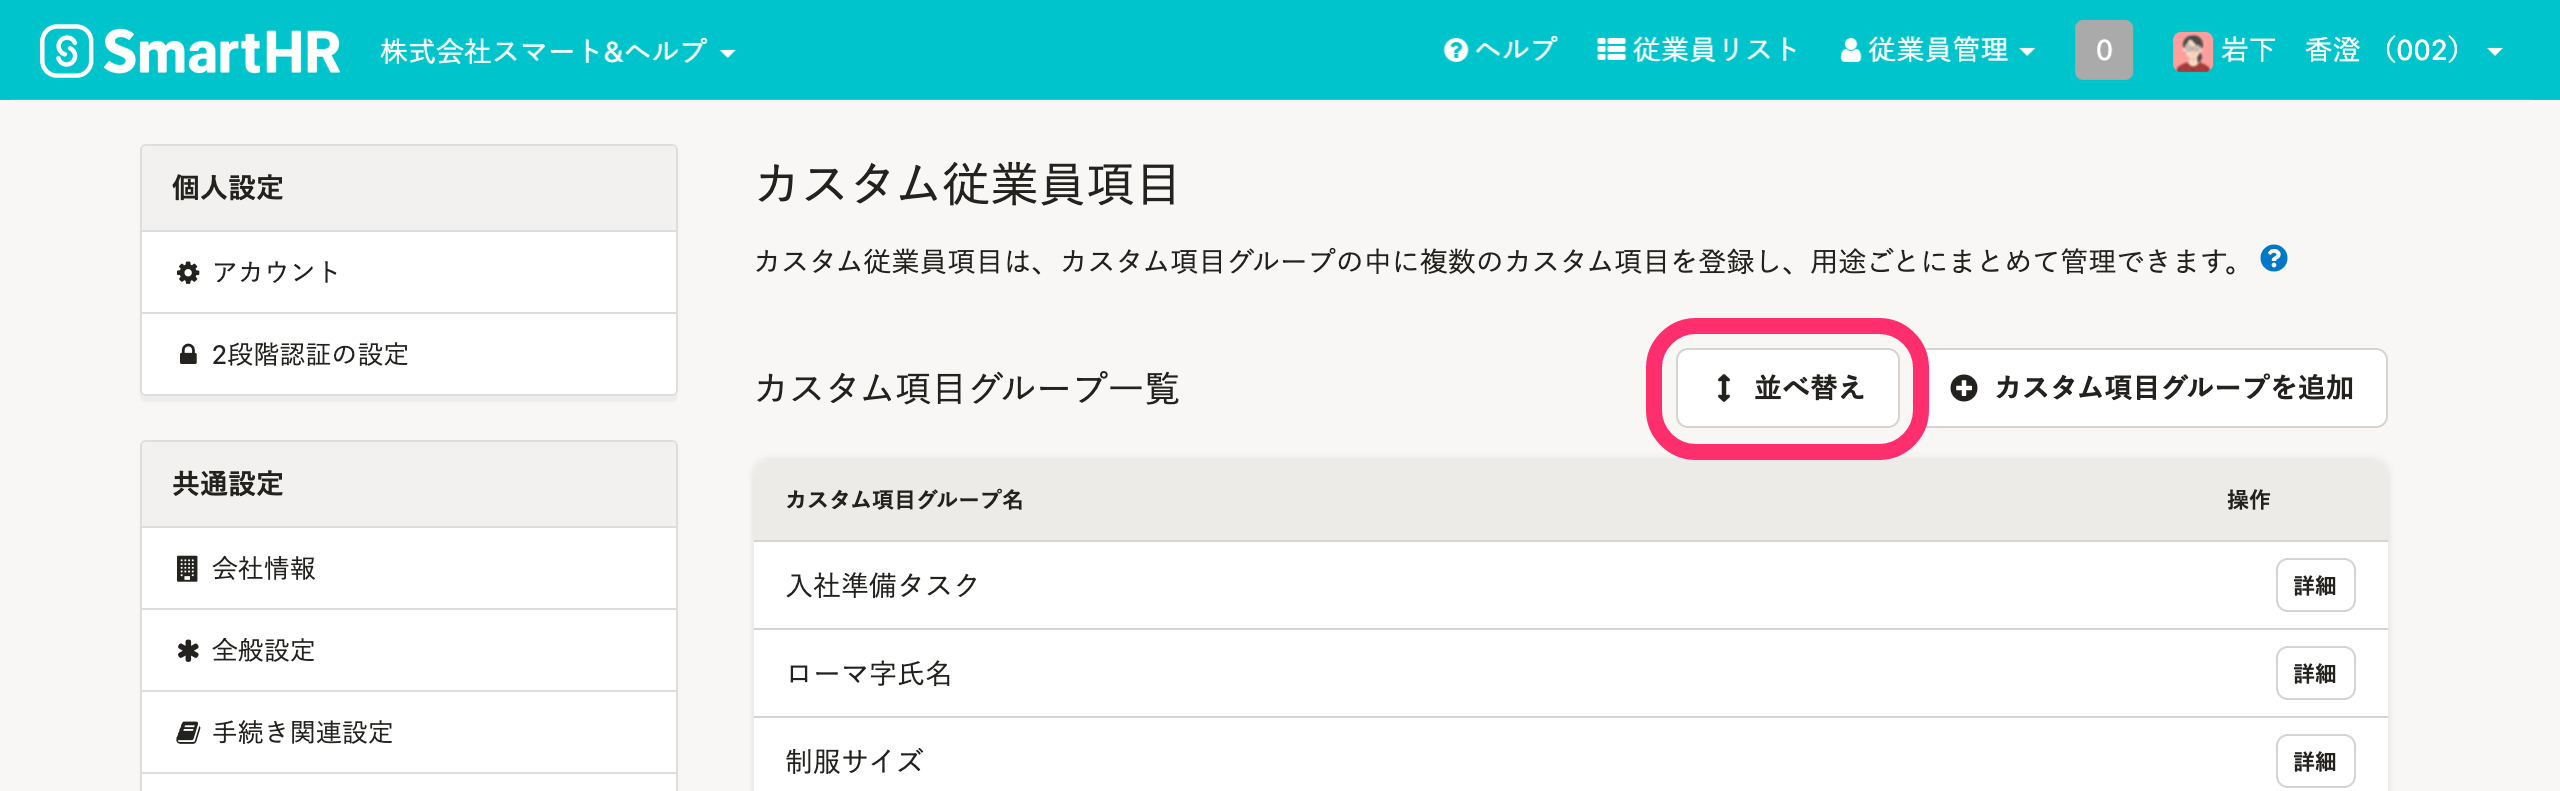 SmartHR 株式会社スマート&ヘルプ ヘルプ 従業員リスト 従業員管理 0 岩下 香澄 (002)
個人設定
アカウント
2段階認証の設定
共通設定
会社情報
全般設定
手続き関連設定
カスタム従業員項目
カスタム従業員項目は、カスタム項目グループの中に複数のカスタム項目を登録し、用途ごとにまとめて管理できます。
カスタム項目グループ一覧 並べ替え カスタム項目グループを追加
カスタム項目グループ名 操作
入社準備タスク 詳細
ローマ字氏名 詳細
制服サイズ 詳細